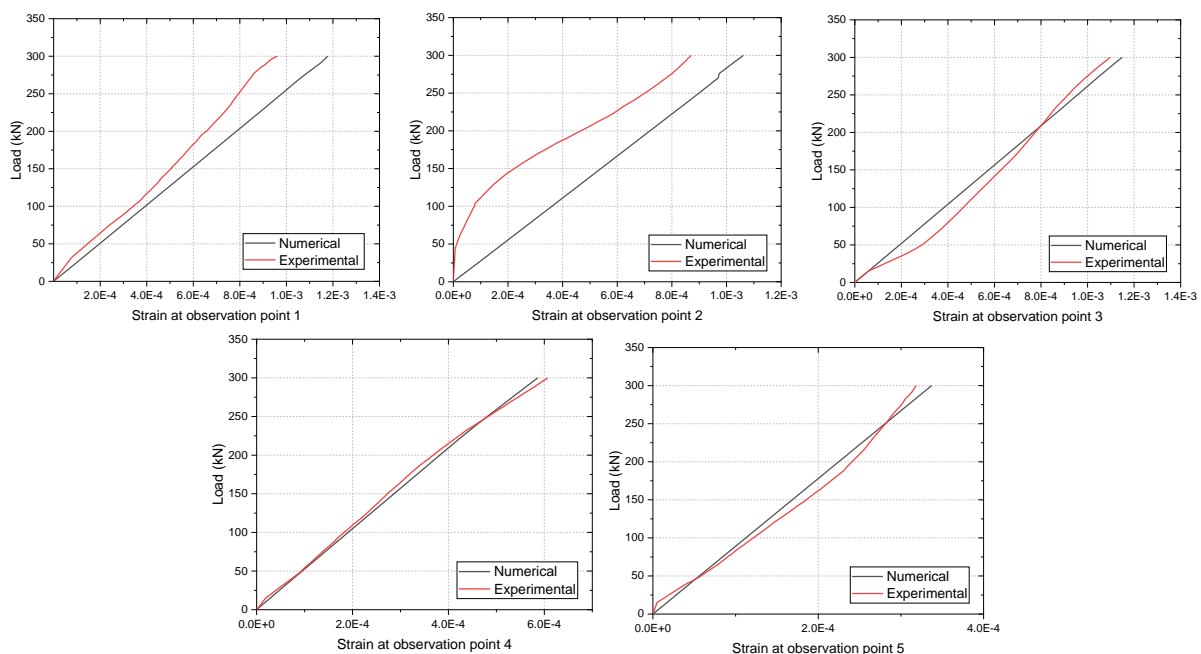 350
300
250
200
150
100
50
0
Load (kN)
Numerical
Experimental
2.0E-4 4.0E-4 6.0E-4 8.0E-4 1.0E-3 1.2E-3 1.4E-3
Strain at observation point 1
350
300
250
200
150
100
50
0
Load (kN)
Numerical
Experimental
0.0E+0 2.0E-4 4.0E-4 6.0E-4 8.0E-4 1.0E-3 1.2E-3
Strain at observation point 2
350
300
250
200
150
100
50
0
Load (kN)
Numerical
Experimental
0.0E+0 2.0E-4 4.0E-4 6.0E-4 8.0E-4 1.0E-3 1.2E-3 1.4E-3
Strain at observation point 3
350
300
250
200
150
100
50
0
Load (kN)
Numerical
Experimental
0.0E+0 2.0E-4 4.0E-4 6.0E-4
Strain at observation point 4
350
300
250
200
150
100
50
0
Load (kN)
Numerical
Experimental
0.0E+0 2.0E-4 4.0E-4
Strain at observation point 5